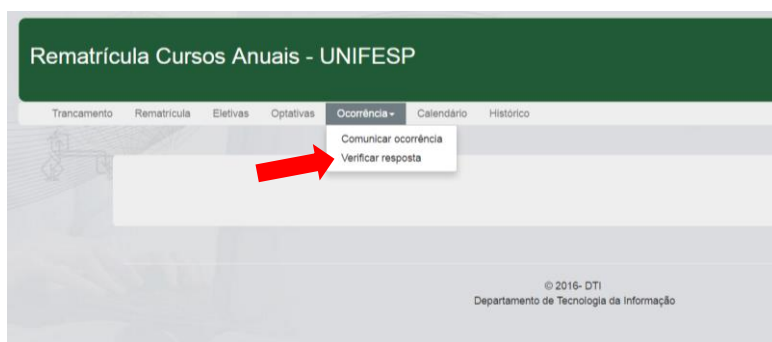 Rematrícula Cursos Anuais - UNIFESP
Trancamento Rematrícula Eletivas Optativas Ocorrência Calendário Histórico
Comunicar ocorrência
Verificar resposta
© 2016- DTI
Departamento de Tecnologia da Informação